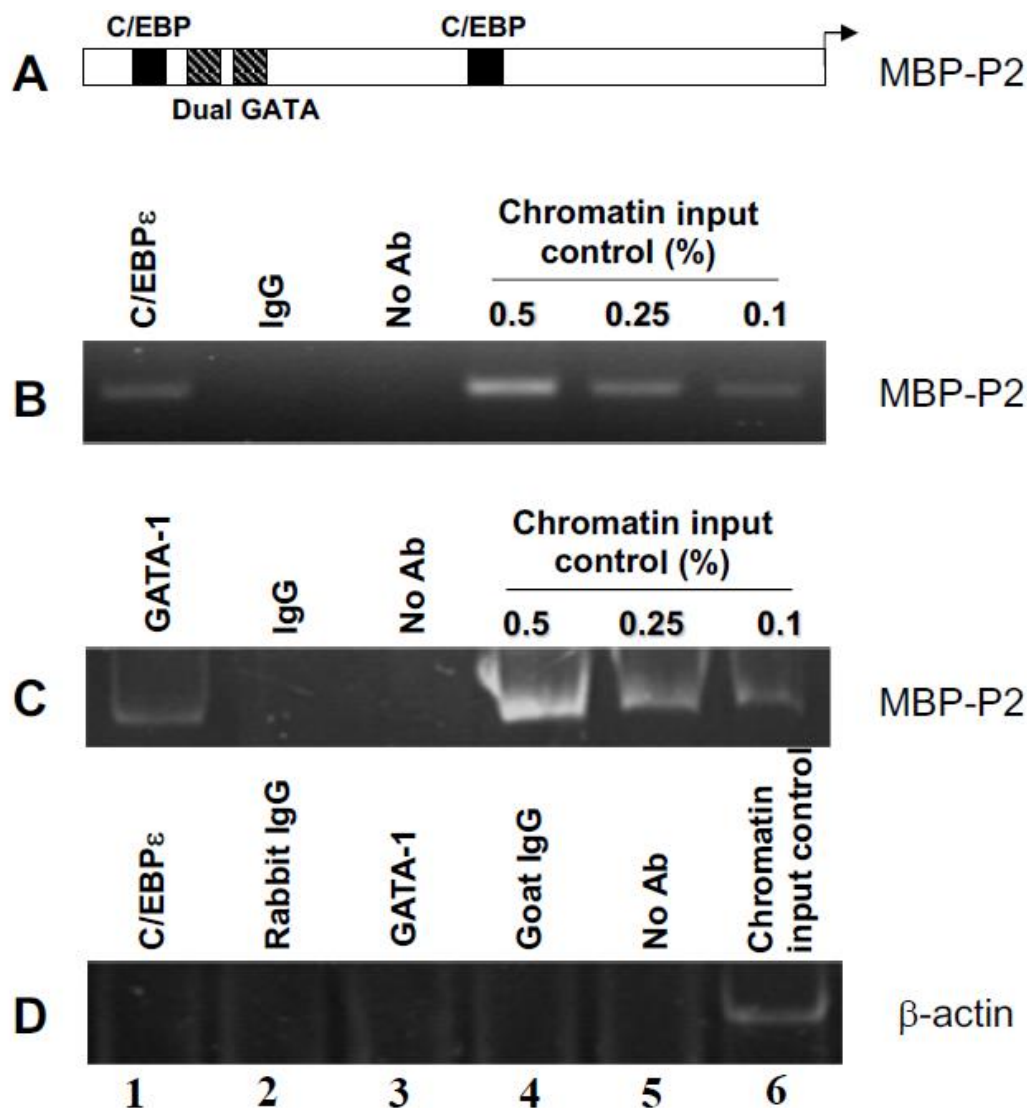 C/EBP C/EBP
A MBP-P2
Dual GATA
C/EBPε IgG No Ab Chromatin input
control (%)
0.5 0.25 0.1
B MBP-P2
GATA-1 IgG No Ab Chromatin input
control (%)
0.5 0.25 0.1
C MBP-P2
C/EBPε Rabbit IgG GATA-1 Goat IgG No Ab Chromatin
input control
D β-actin
1 2 3 4 5 6